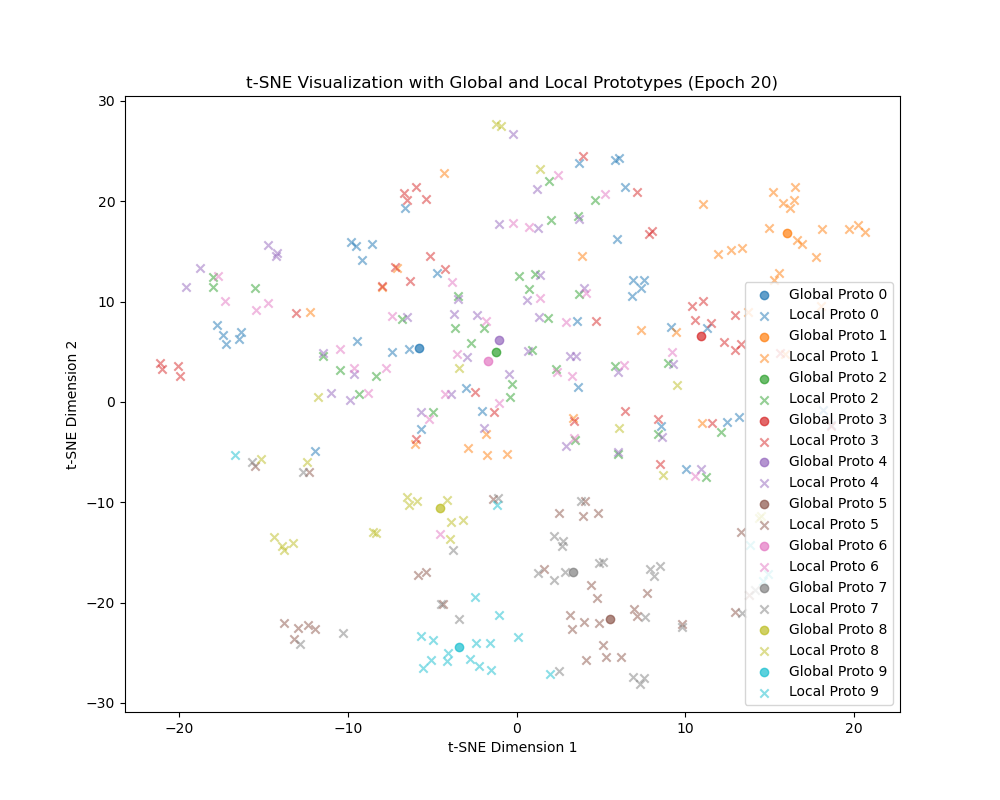 t-SNE Visualization with Global and Local Prototypes (Epoch 20)
30
20
10
0
−10
−20
−30
t-SNE Dimension 2
−20
−10
0
10
20
t-SNE Dimension 1
Global Proto 0
Local Proto 0
Global Proto 1
Local Proto 1
Global Proto 2
Local Proto 2
Global Proto 3
Local Proto 3
Global Proto 4
Local Proto 4
Global Proto 5
Local Proto 5
Global Proto 6
Local Proto 6
Global Proto 7
Local Proto 7
Global Proto 8
Local Proto 8
Global Proto 9
Local Proto 9